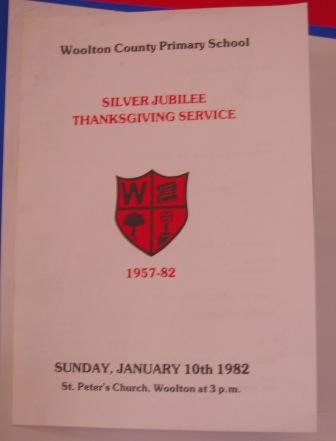 Woolton County Primary School
SILVER JUBILEE
THANKSGIVING SERVICE
W
1957-82
SUNDAY, JANUARY 10th 1982
St. Peter's Church, Woolton at 3 p.m.